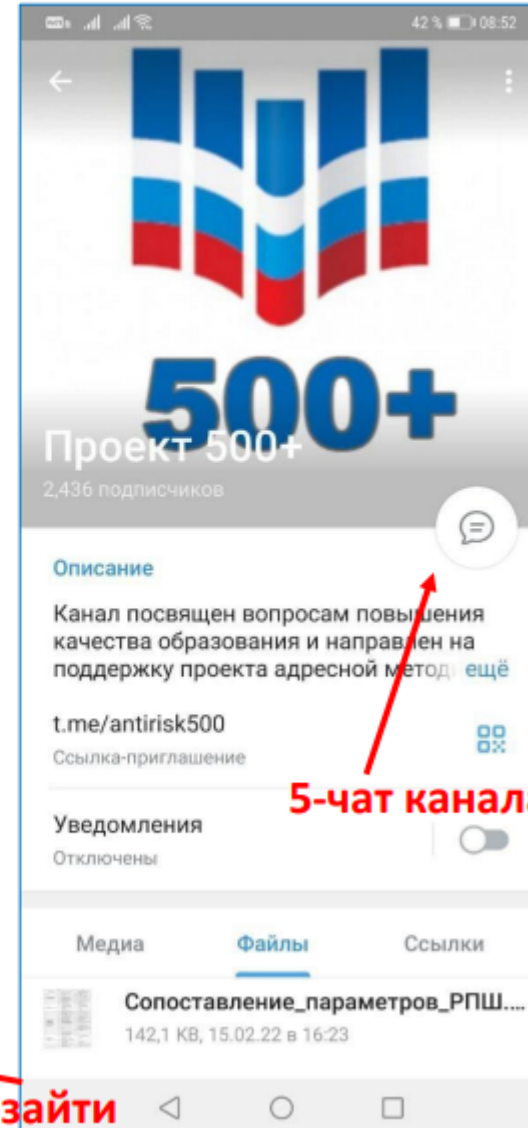 42 % 08:52
500+
Проект 500+
2,436 подписчиков
Описание
Канал посвящен вопросам повышения
качества образования и направлен на
поддержку проекта адресной метод ещё
t.me/antirisk500
Ссылка-приглашение
5-чат канала
Уведомления
Отключены
Медиа Файлы Ссылки
Сопоставление_параметров_РПШ....
142,1 KB, 15.02.22 в 16:23
зайти